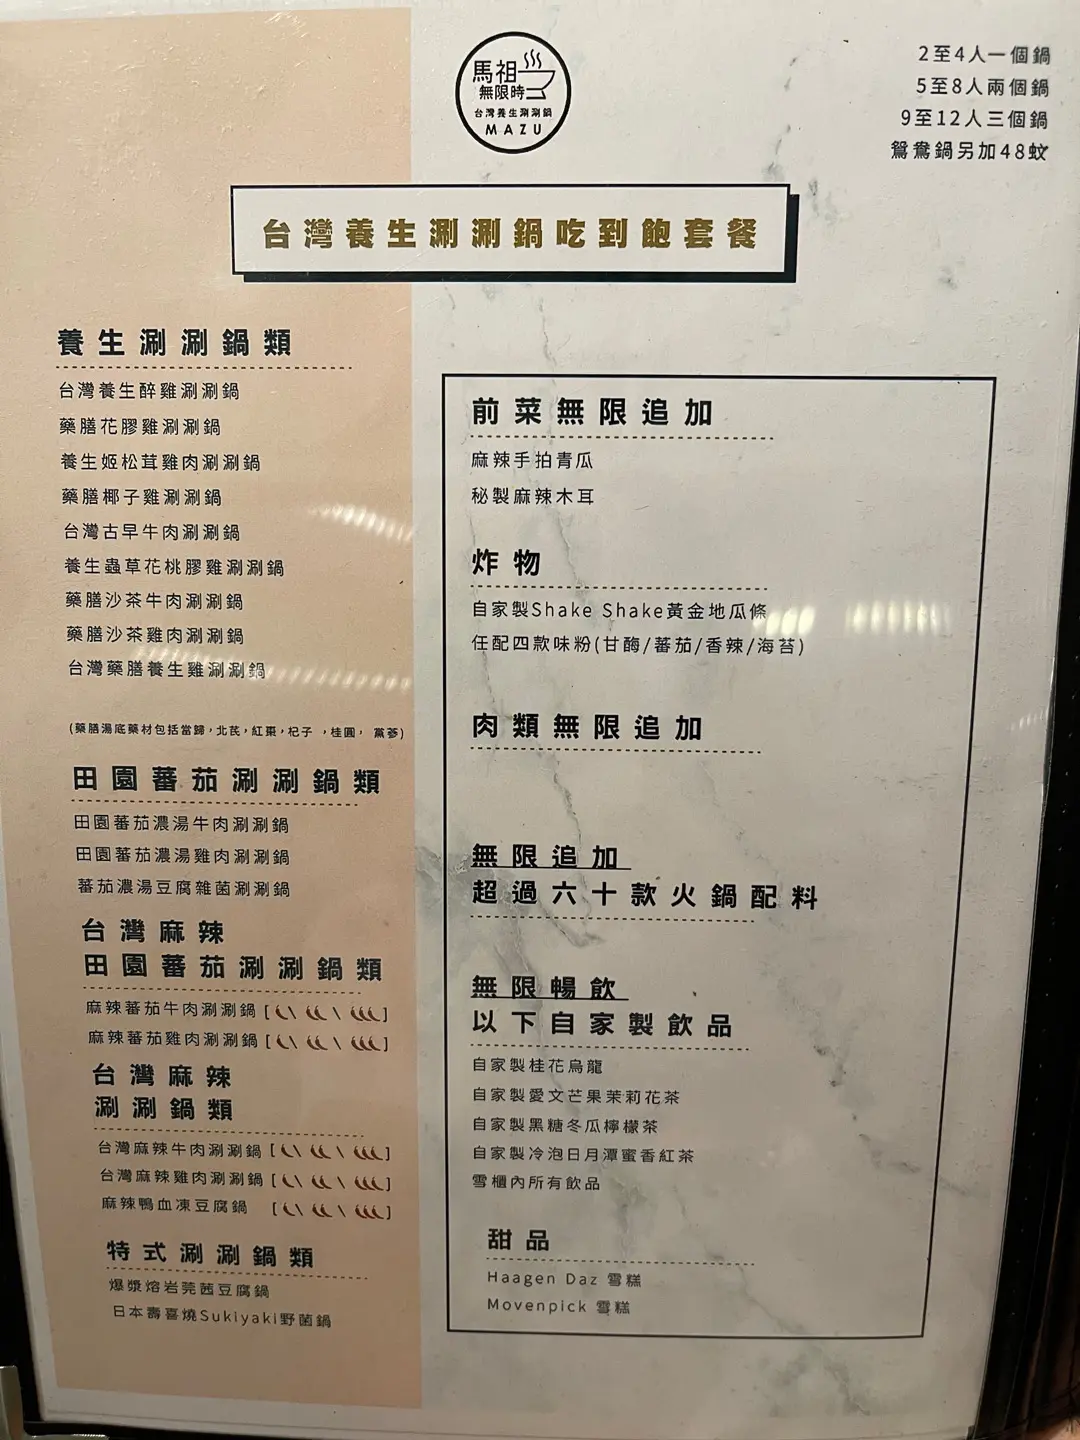 馬祖
無限時
台灣養生涮涮鍋
MAZU
2至4人一個鍋
5至8人兩個鍋
9至12人三個鍋
鴛鴦鍋另加48蚊
台灣養生涮涮鍋吃到飽套餐
養生涮涮鍋類
台灣養生醉雞涮涮鍋
藥膳花膠雞涮涮鍋
養生姬松茸雞肉涮涮鍋
藥膳椰子雞涮涮鍋
台灣古早牛肉涮涮鍋
養生蟲草花桃膠雞涮涮鍋
藥膳沙茶牛肉涮涮鍋
藥膳沙茶雞肉涮涮鍋
台灣藥膳養生雞涮涮鍋
(藥膳湯底藥材包括當歸,北芪,紅棗,杞子 ,桂圓, 黨蔘)
田園蕃茄涮涮鍋類
田園蕃茄濃湯牛肉涮涮鍋
田園蕃茄濃湯雞肉涮涮鍋
蕃茄濃湯豆腐雜菌涮涮鍋
台灣麻辣
田園蕃茄涮涮鍋類
麻辣蕃茄牛肉涮涮鍋 [ \ \ ]
麻辣蕃茄雞肉涮涮鍋 [ \ \ ]
台灣麻辣
涮涮鍋類
台灣麻辣牛肉涮涮鍋 [ \ \ ]
台灣麻辣雞肉涮涮鍋 [ \ \ ]
麻辣鴨血凍豆腐鍋 [ \ \ ]
特式涮涮鍋類
爆漿熔岩莞茜豆腐鍋
日本壽喜燒Sukiyaki野菌鍋
前菜無限追加
麻辣手拍青瓜
秘製麻辣木耳
炸物
自家製Shake Shake黃金地瓜條
任配四款味粉(甘酶/蕃茄/香辣/海苔)
肉類無限追加
無限追加
超過六十款火鍋配料
無限暢飲
以下自家製飲品
自家製桂花烏龍
自家製愛文芒果茉莉花茶
自家製黑糖冬瓜檸檬茶
自家製冷泡日月潭蜜香紅茶
雪櫃內所有飲品
甜品
Haagen Daz 雪糕
Movenpick 雪糕